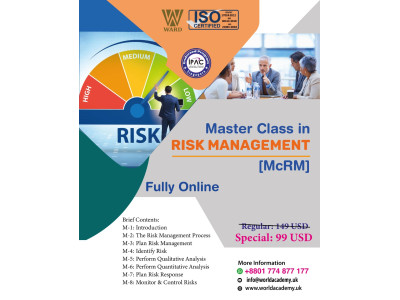 WARD
ISO
CERTIFIED
IPAC
HIGH
MEDIUM
LOW
RISK
Master Class in
RISK MANAGEMENT
[McRM]
Fully Online
Brief Contents:
M-1: Introduction
M-2: The Risk Management Process
M-3: Plan Risk Management
M-4: Identify Risk
M-5: Perform Qualitative Analysis
M-6: Perform Quantitative Analysis
M-7: Plan Risk Response
M-8: Monitor & Control Risks
Regular: 149 USD
Special: 99 USD
More Information
+8801 774 877 177
info@worldacademy.uk
www.worldacademy.uk